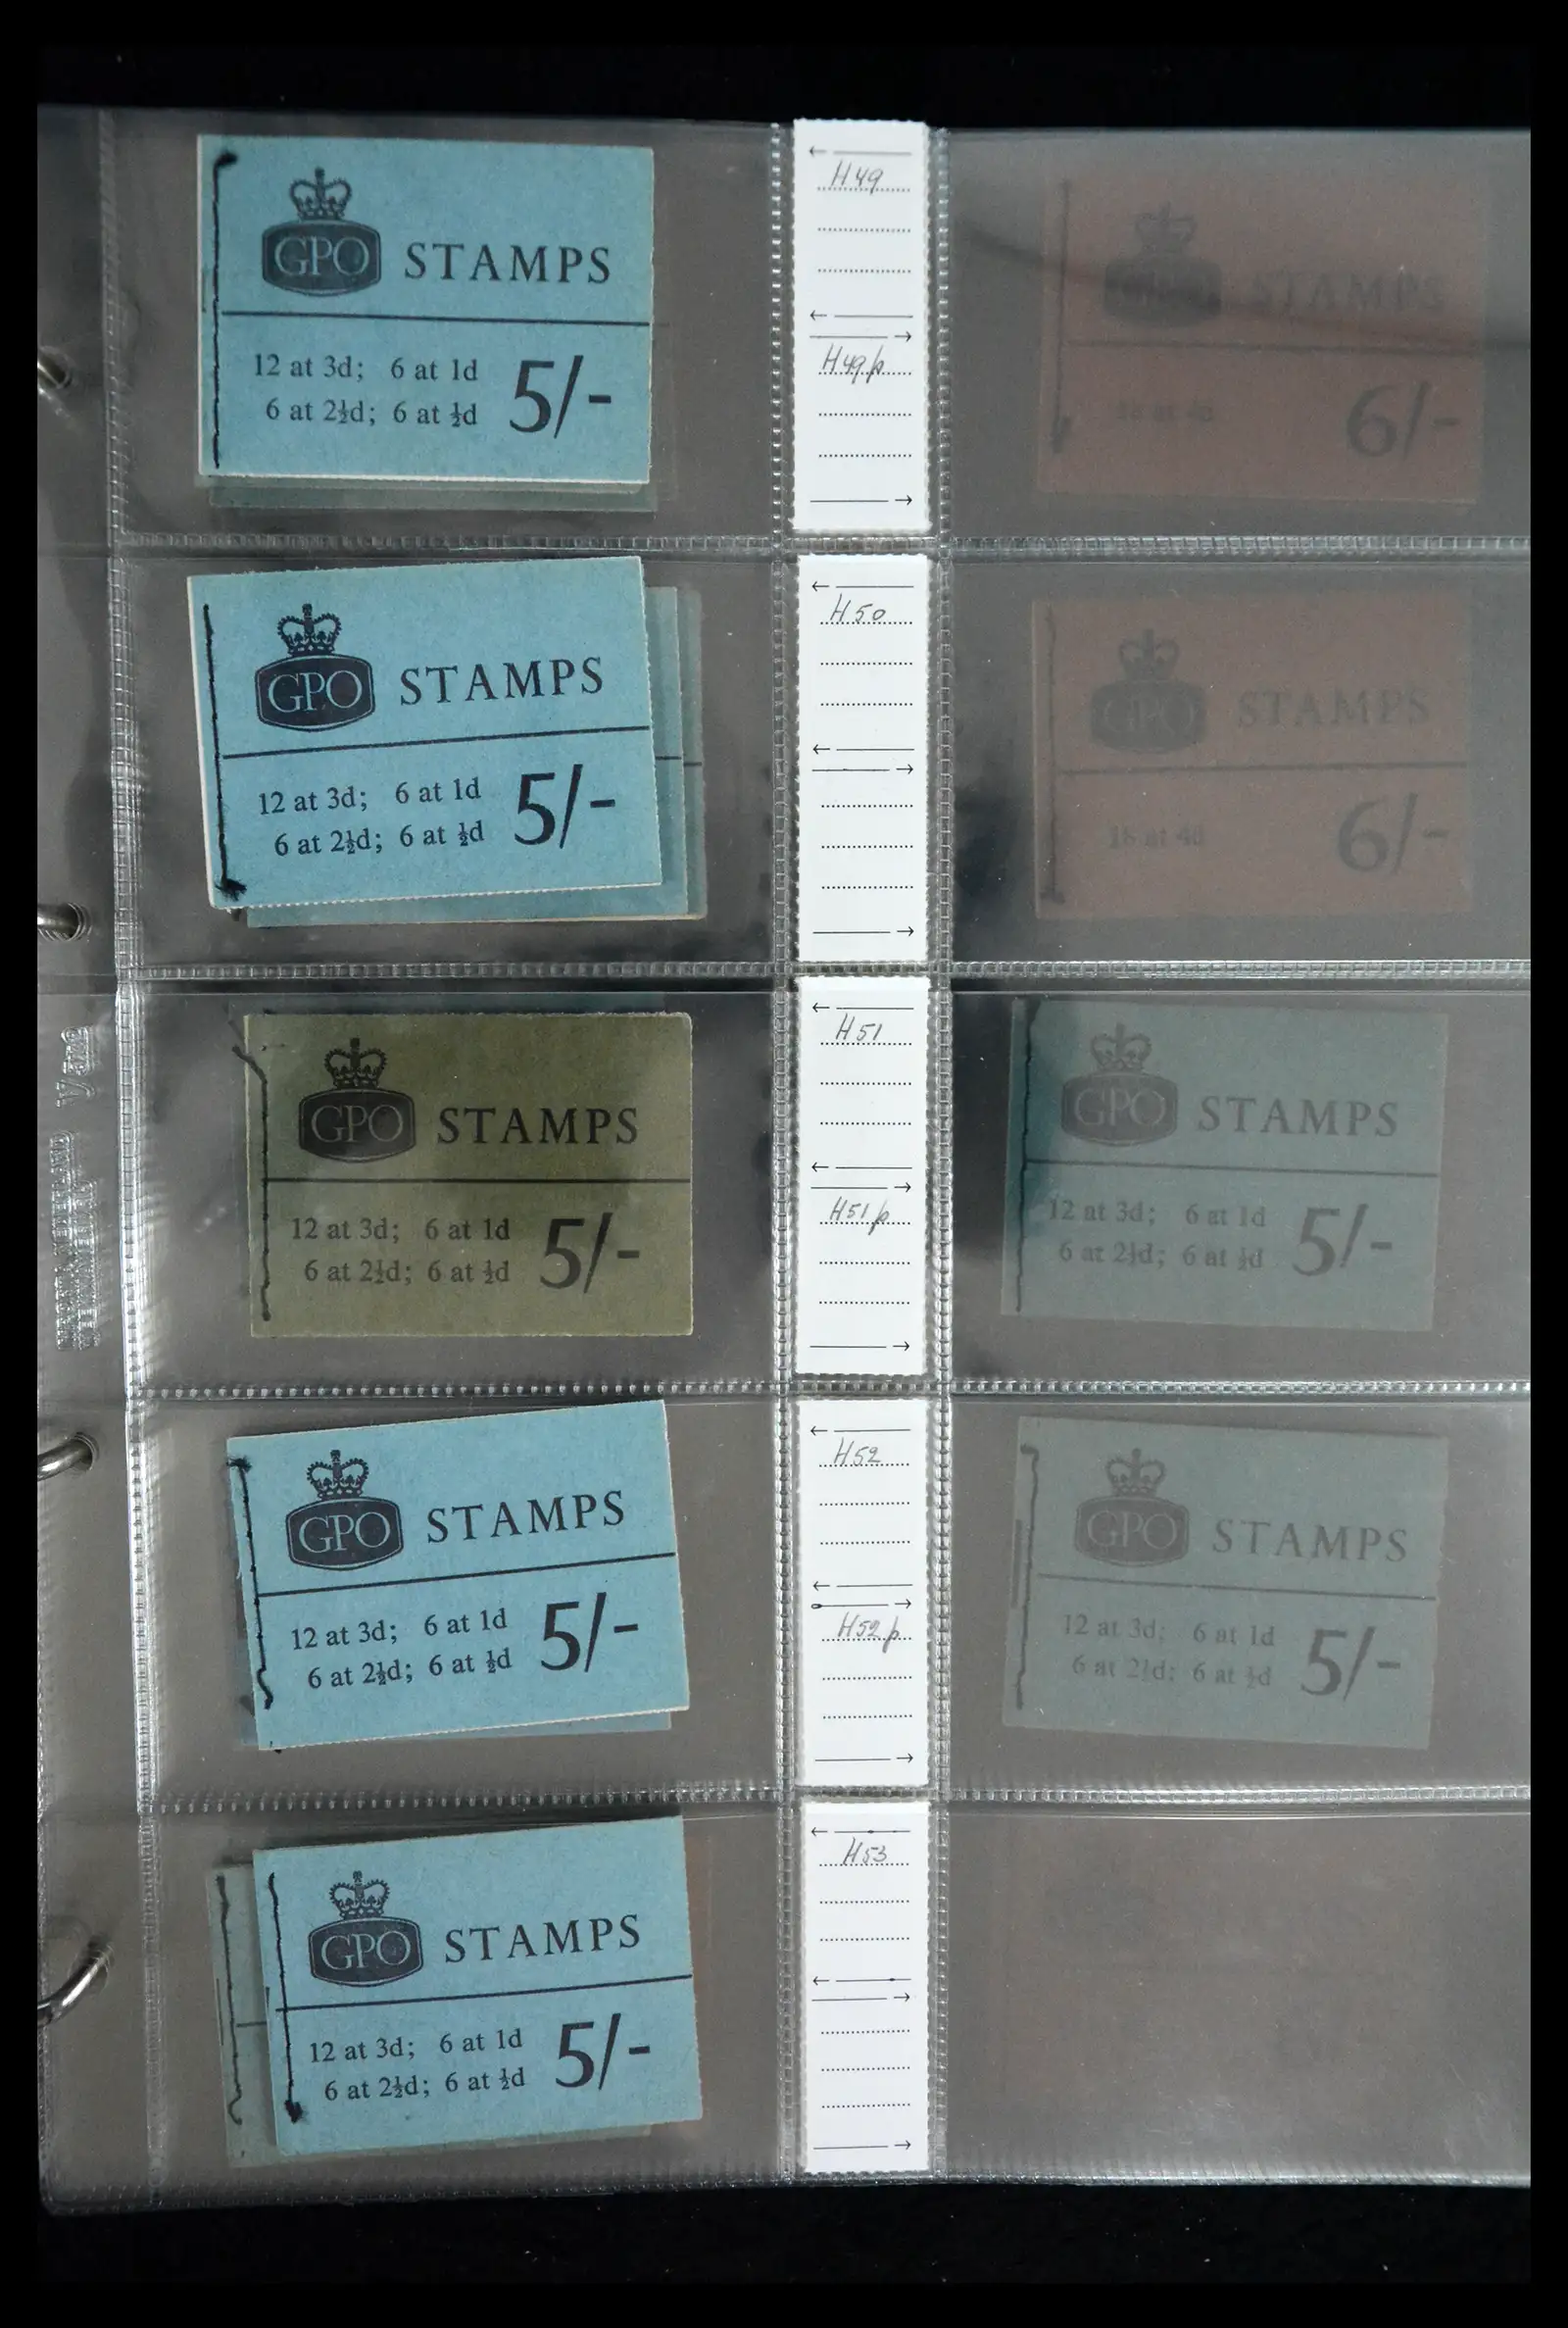 GPO STAMPS
12 at 3d; 6 at 1d
6 at 2½d; 6 at ½d
5/-
H49
H49p
GPO STAMPS
18 at 4d
6/-
GPO STAMPS
12 at 3d; 6 at 1d
6 at 2½d; 6 at ½d
5/-
H50
GPO STAMPS
18 at 4d
6/-
GPO STAMPS
12 at 3d; 6 at 1d
6 at 2½d; 6 at ½d
5/-
H51
H51p
GPO STAMPS
12 at 3d; 6 at 1d
6 at 2½d; 6 at ½d
5/-
GPO STAMPS
12 at 3d; 6 at 1d
6 at 2½d; 6 at ½d
5/-
H52
H52p
GPO STAMPS
12 at 3d; 6 at 1d
6 at 2½d; 6 at ½d
5/-
GPO STAMPS
12 at 3d; 6 at 1d
6 at 2½d; 6 at ½d
5/-
H53